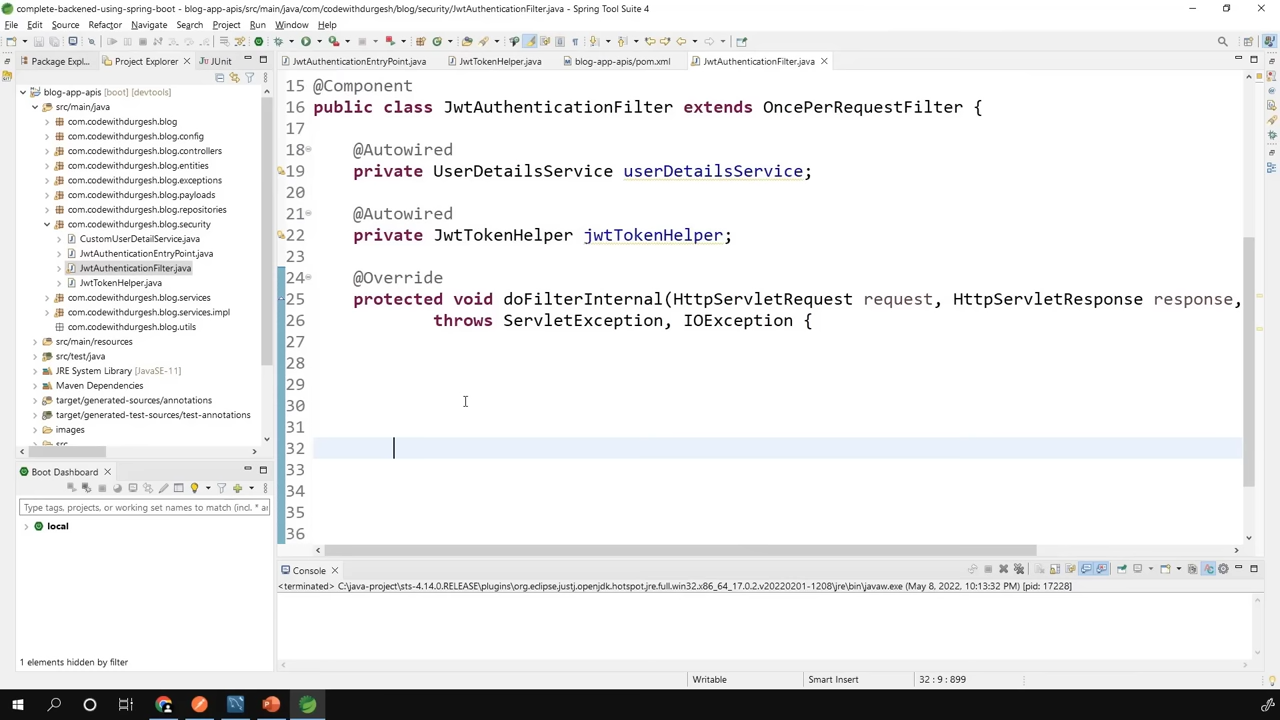 complete-backened-using-spring-boot - blog-app-apis/src/main/java/com/codewithdurgesh/blog/security/JwtAuthenticationFilter.java - Spring Tool Suite 4
File Edit Source Refactor Navigate Search Project Run Window Help
Package Expl... Project Explorer JUnit
JwtAuthenticationEntryPoint.java JwtTokenHelper.java blog-app-apis/pom.xml JwtAuthenticationFilter.java
blog-app-apis [boot] [devtools]
src/main/java
com.codewithdurgesh.blog
com.codewithdurgesh.blog.config
com.codewithdurgesh.blog.controllers
com.codewithdurgesh.blog.entities
com.codewithdurgesh.blog.exceptions
com.codewithdurgesh.blog.payloads
com.codewithdurgesh.blog.repositories
com.codewithdurgesh.blog.security
CustomUserDetailService.java
JwtAuthenticationEntryPoint.java
JwtAuthenticationFilter.java
JwtTokenHelper.java
com.codewithdurgesh.blog.services
com.codewithdurgesh.blog.services.impl
com.codewithdurgesh.blog.utils
src/main/resources
src/test/java
JRE System Library [JavaSE-11]
Maven Dependencies
target/generated-sources/annotations
target/generated-test-sources/test-annotations
images
src
15 @Component
16 public class JwtAuthenticationFilter extends OncePerRequestFilter {
17
18 @Autowired
19 private UserDetailsService userDetailsService;
20
21 @Autowired
22 private JwtTokenHelper jwtTokenHelper;
23
24 @Override
25 protected void doFilterInternal(HttpServletRequest request, HttpServletResponse response,
26 throws ServletException, IOException {
27
28
29
30
31
32
33
34
35
36
Boot Dashboard
Type tags, projects, or working set names to match (incl. * ar
local
1 elements hidden by filter
Console
<terminated> C:\java-project\sts-4.14.0.RELEASE\plugins\org.eclipse.justj.openjdk.hotspot.jre.full.win32.x86_64_17.0.2.v20220201-1208\jre\bin\javaw.exe (May 8, 2022, 10:13:32 PM) [pid: 17228]
Writable Smart Insert 32 : 9 : 899